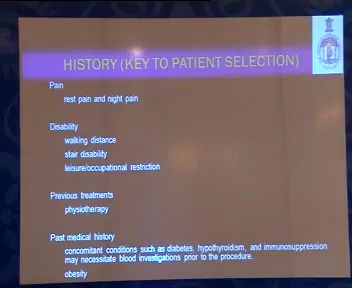 HISTORY (KEY TO PATIENT SELECTION)
Pain
rest pain and night pain
Disability
walking distance
stair disability
leisure/occupational restriction
Previous treatments
physiotherapy
Past medical history
concomitant conditions such as diabetes, hypothyroidism, and immunosuppression
may necessitate blood investigations prior to the procedure.
obesity